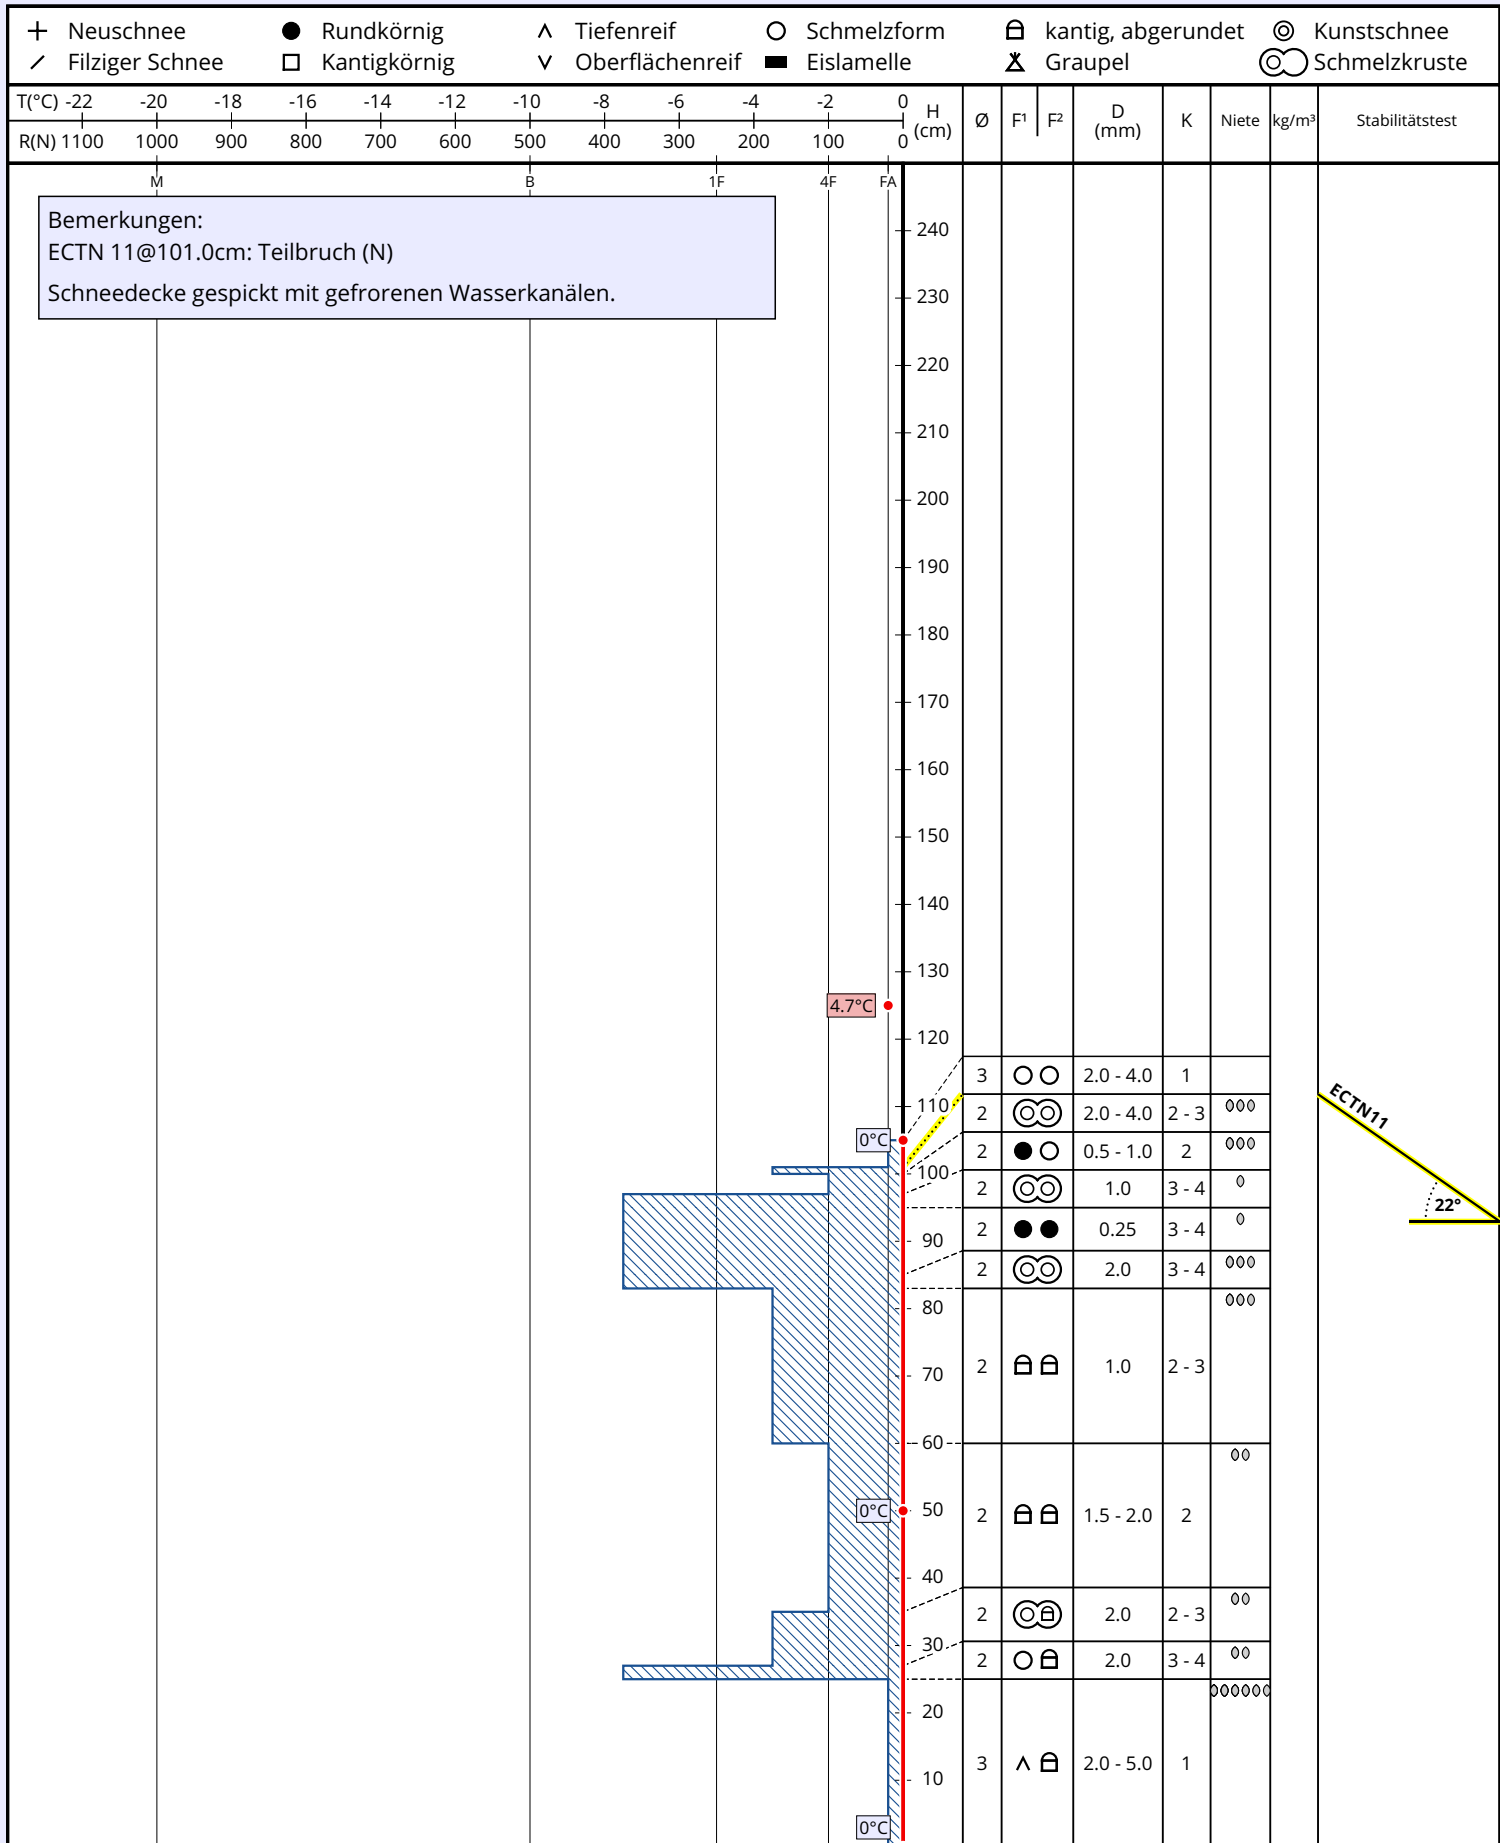 Neuschnee Rundkörnig Tiefenreif Schmelzform kantig, abgerundet Kunstschnee
Filziger Schnee Kantigkörnig Oberflächenreif Eislamelle Graupel Schmelzkruste
T(°C) -22 -20 -18 -16 -14 -12 -10 -8 -6 -4 -2 0
R(N) 1100 1000 900 800 700 600 500 400 300 200 100 0
H (cm) Ø F¹ F² D (mm) K Niete kg/m³ Stabilitätstest
M B 1F 4F FA
Bemerkungen:
ECTN 11@101.0cm: Teilbruch (N)
Schneedecke gespickt mit gefrorenen Wasserkanälen.
240
230
220
210
200
190
180
170
160
150
140
130
4.7°C
120
3 2.0 - 4.0 1
110
2 2.0 - 4.0 2 - 3
ECTN11
0°C
2 0.5 - 1.0 2
100
2 1.0 3 - 4
22°
90
2 0.25 3 - 4
2 2.0 3 - 4
80
70
2 1.0 2 - 3
60
0°C
50
2 1.5 - 2.0 2
40
2 2.0 2 - 3
30
2 2.0 3 - 4
20
3 2.0 - 5.0 1
10
0°C